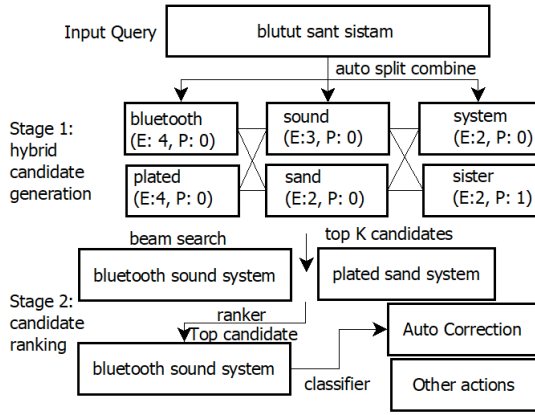 Input Query
blutut sant sistam
auto split combine
Stage 1:
hybrid
candidate
generation
bluetooth
(E: 4, P: 0)
sound
(E:3, P: 0)
system
(E:2, P: 0)
plated
(E:4, P: 0)
sand
(E:2, P: 0)
sister
(E:2, P: 1)
beam search
top K candidates
bluetooth sound system
plated sand system
Stage 2:
candidate
ranking
ranker
Top candidate
bluetooth sound system
classifier
Auto Correction
Other actions